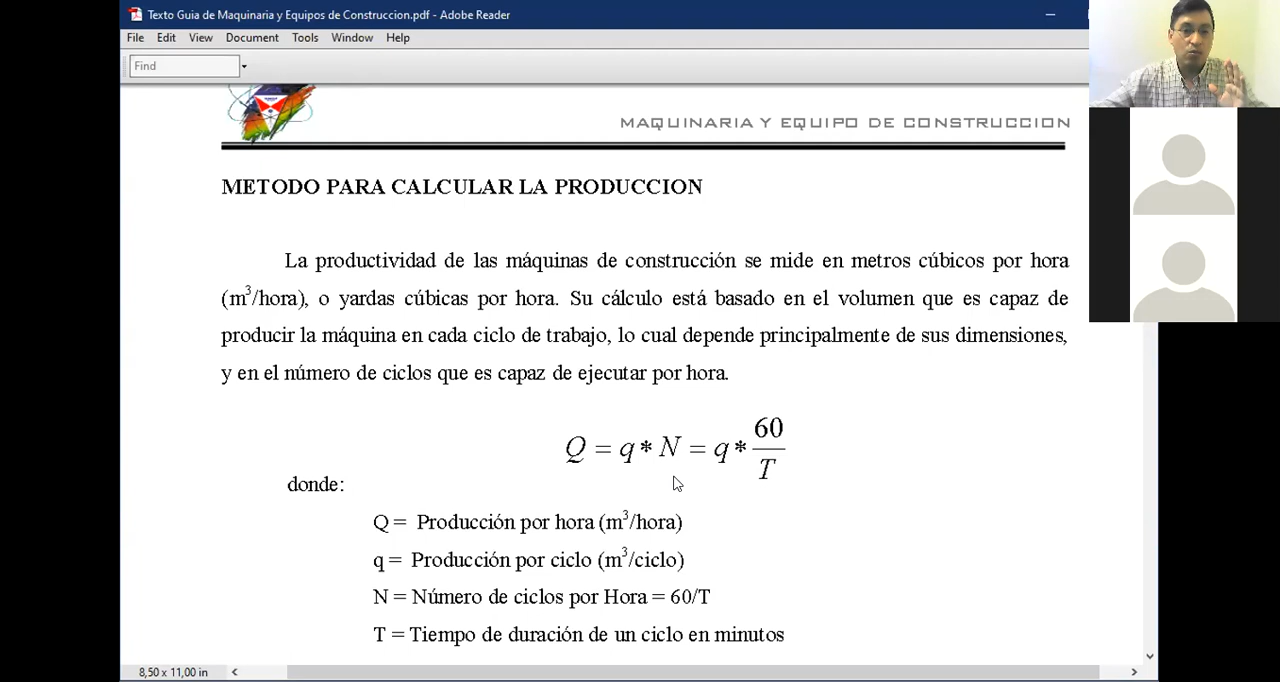 Texto Guia de Maquinaria y Equipos de Construccion.pdf - Adobe Reader
File Edit View Document Tools Window Help
Find
MAQUINARIA Y EQUIPO DE CONSTRUCCION
METODO PARA CALCULAR LA PRODUCCION
La productividad de las máquinas de construcción se mide en metros cúbicos por hora
(m³/hora), o yardas cúbicas por hora. Su cálculo está basado en el volumen que es capaz de
producir la máquina en cada ciclo de trabajo, lo cual depende principalmente de sus dimensiones,
y en el número de ciclos que es capaz de ejecutar por hora.
Q = q * N = q * 60/T
donde:
Q = Producción por hora (m³/hora)
q = Producción por ciclo (m³/ciclo)
N = Número de ciclos por Hora = 60/T
T = Tiempo de duración de un ciclo en minutos
8,50 x 11,00 in